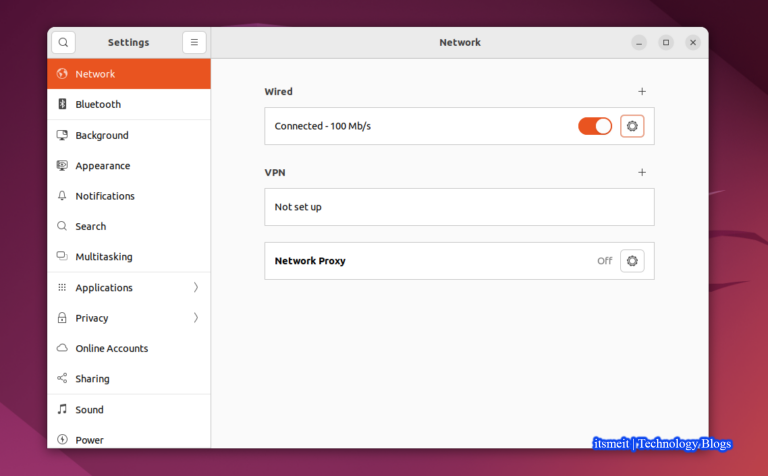 Settings
Network
Network
Bluetooth
Background
Appearance
Notifications
Search
Multitasking
Applications
Privacy
Online Accounts
Sharing
Sound
Power
Wired
Connected - 100 Mb/s
VPN
Not set up
Network Proxy Off
itsmeit | Technology Blogs